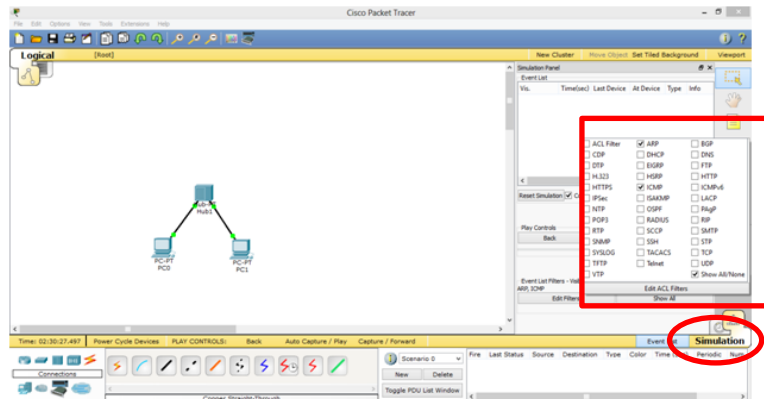 Cisco Packet Tracer
File Edit Options View Tools Extensions Help
Logical [Root] New Cluster Move Object Set Tiled Background Viewport
Simulation Panel
Event List
Vis. Time(sec) Last Device At Device Type Info
ACL Filter ARP BGP
CDP DHCP DNS
DTP EIGRP FTP
H.323 HSRP HTTP
HTTPS ICMP ICMPv6
IPSec ISAKMP LACP
NTP OSPF PAgP
POP3 RADIUS RIP
RTP SCCP SMTP
SNMP SSH STP
SYSLOG TACACS TCP
TFTP Telnet UDP
VTP Show All/None
Edit ACL Filters
Reset Simulation
Play Controls
Back
Event List Filters
ARP, ICMP
Edit Filters Show All
Hub1
PC-PT
PC0
PC-PT
PC1
Time: 02:30:27.497 Power Cycle Devices PLAY CONTROLS: Back Auto Capture / Play Capture / Forward Simulation
Connections
Scenario 0
New Delete
Toggle PDU List Window
Fire Last Status Source Destination Type Color Periodic Num
Copper Straight-Through